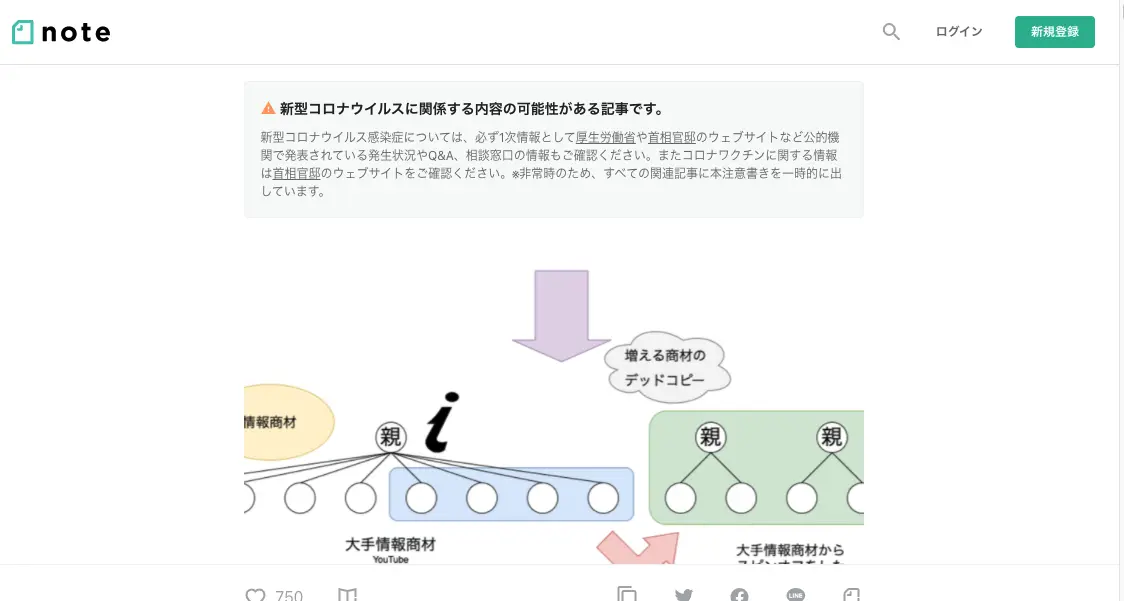 note
ログイン
新規登録
新型コロナウイルスに関係する内容の可能性がある記事です。
新型コロナウイルス感染症については、必ず1次情報として厚生労働省や首相官邸のウェブサイトなど公的機
関で発表されている発生状況やQ&A、相談窓口の情報もご確認ください。またコロナワクチンに関する情報
は首相官邸のウェブサイトをご確認ください。※非常時のため、すべての関連記事に本注意書きを一時的に出
しています。
増える商材の
デッドコピー
情報商材
親
i
親
親
大手情報商材
YouTube
大手情報商材から
750
LINE